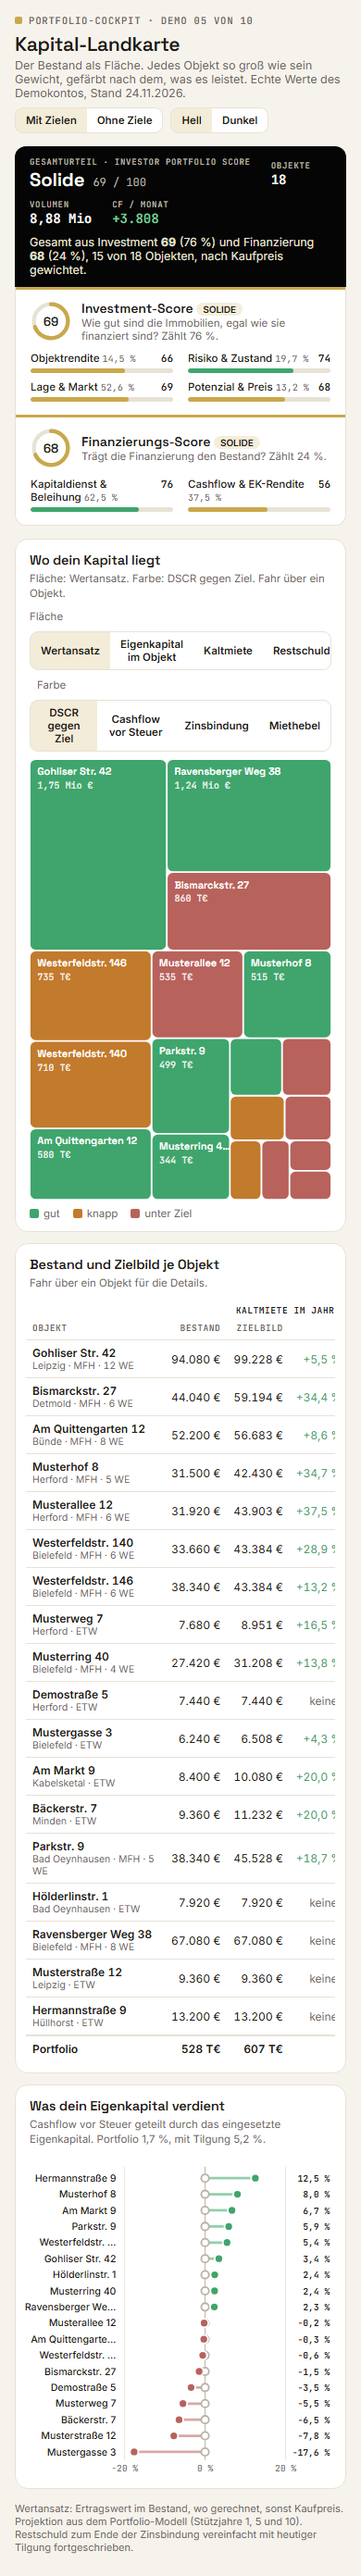 PORTFOLIO-COCKPIT · DEMO 05 VON 10
Kapital-Landkarte
Der Bestand als Fläche. Jedes Objekt so groß wie sein
Gewicht, gefärbt nach dem, was es leistet. Echte Werte des
Demokontos, Stand 24.11.2026.
Mit Zielen Ohne Ziele Hell Dunkel
GESAMTURTEIL · INVESTOR PORTFOLIO SCORE
Solide 69 / 100
OBJEKTE
18
VOLUMEN
8,88 Mio
CF / MONAT
+3.808
Gesamt aus Investment 69 (76 %) und Finanzierung
68 (24 %), 15 von 18 Objekten, nach Kaufpreis
gewichtet.
69
Investment-Score SOLIDE
Wie gut sind die Immobilien, egal wie sie
finanziert sind? Zählt 76 %.
Objektrendite 14,5 % 66
Risiko & Zustand 19,7 % 74
Lage & Markt 52,6 % 69
Potenzial & Preis 13,2 % 68
68
Finanzierungs-Score SOLIDE
Trägt die Finanzierung den Bestand? Zählt 24 %.
Kapitaldienst &
Beleihung 62,5 % 76
Cashflow & EK-Rendite 56
37,5 %
Wo dein Kapital liegt
Fläche: Wertansatz. Farbe: DSCR gegen Ziel. Fahr über ein
Objekt.
Fläche
Wertansatz
Eigenkapital
im Objekt
Kaltmiete
Restschuld
Farbe
DSCR
gegen
Ziel
Cashflow
vor Steuer
Zinsbindung
Miethebel
Gohliser Str. 42
1,75 Mio €
Ravensberger Weg 38
1,24 Mio €
Bismarckstr. 27
860 T€
Westerfeldstr. 146
735 T€
Musterallee 12
535 T€
Musterhof 8
515 T€
Westerfeldstr. 140
710 T€
Parkstr. 9
499 T€
Am Quittengarten 12
580 T€
Musterring 4...
344 T€
gut knapp unter Ziel
Bestand und Zielbild je Objekt
Fahr über ein Objekt für die Details.
KALTMIETE IM JAHR
OBJEKT BESTAND ZIELBILD
Gohliser Str. 42 94.080 € 99.228 € +5,5 %
Leipzig · MFH · 12 WE
Bismarckstr. 27 44.040 € 59.194 € +34,4 %
Detmold · MFH · 6 WE
Am Quittengarten 12 52.200 € 56.683 € +8,6 %
Bünde · MFH · 8 WE
Musterhof 8 31.500 € 42.430 € +34,7 %
Herford · MFH · 5 WE
Musterallee 12 31.920 € 43.903 € +37,5 %
Herford · MFH · 6 WE
Westerfeldstr. 140 33.660 € 43.384 € +28,9 %
Bielefeld · MFH · 6 WE
Westerfeldstr. 146 38.340 € 43.384 € +13,2 %
Bielefeld · MFH · 6 WE
Musterweg 7 7.680 € 8.951 € +16,5 %
Herford · ETW
Musterring 40 27.420 € 31.208 € +13,8 %
Bielefeld · MFH · 4 WE
Demostraße 5 7.440 € 7.440 € keine
Herford · ETW
Mustergasse 3 6.240 € 6.508 € +4,3 %
Bielefeld · ETW
Am Markt 9 8.400 € 10.080 € +20,0 %
Kabelsketal · ETW
Bäckerstr. 7 9.360 € 11.232 € +20,0 %
Minden · ETW
Parkstr. 9 38.340 € 45.528 € +18,7 %
Bad Oeynhausen · MFH · 5
WE
Hölderlinstr. 1 7.920 € 7.920 € keine
Bad Oeynhausen · ETW
Ravensberger Weg 38 67.080 € 67.080 € keine
Bielefeld · MFH · 8 WE
Musterstraße 12 9.360 € 9.360 € keine
Leipzig · ETW
Hermannstraße 9 13.200 € 13.200 € keine
Hüllhorst · ETW
Portfolio 528 T€ 607 T€
Was dein Eigenkapital verdient
Cashflow vor Steuer geteilt durch das eingesetzte
Eigenkapital. Portfolio 1,7 %, mit Tilgung 5,2 %.
Hermannstraße 9 12,5 %
Musterhof 8 8,0 %
Am Markt 9 6,7 %
Parkstr. 9 5,9 %
Westerfeldstr. ... 5,4 %
Gohliser Str. 42 3,4 %
Hölderlinstr. 1 2,4 %
Musterring 40 2,4 %
Ravensberger We... 2,3 %
Musterallee 12 -0,2 %
Am Quittengarte... -0,3 %
Westerfeldstr. ... -0,6 %
Bismarckstr. 27 -1,5 %
Demostraße 5 -3,5 %
Musterweg 7 -5,5 %
Bäckerstr. 7 -6,5 %
Musterstraße 12 -7,8 %
Mustergasse 3 -17,6 %
-20 % 0 % 20 %
Wertansatz: Ertragswert im Bestand, wo gerechnet, sonst Kaufpreis.
Projektion aus dem Portfolio-Modell (Stützjahre 1, 5 und 10).
Restschuld zum Ende der Zinsbindung vereinfacht mit heutiger
Tilgung fortgeschrieben.